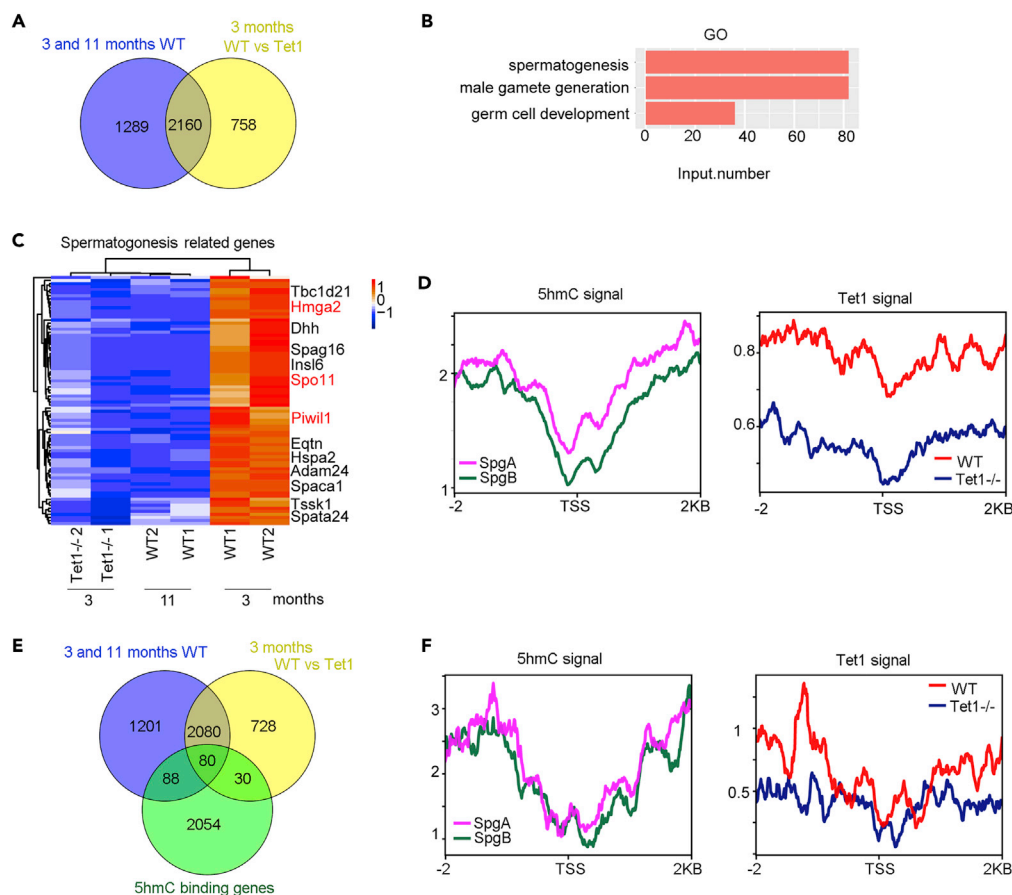 A
3 and 11 months WT
3 months
WT vs Tet1
1289
2160
758
B
GO
spermatogenesis
male gamete generation
germ cell development
0
20
40
60
80
Input.number
C
Spermatogonesis related genes
1
0
−1
Tbc1d21
Hmga2
Dhh
Spag16
Insl6
Spo11
Piwil1
Eqtn
Hspa2
Adam24
Spaca1
Tssk1
Spata24
Tet1-/- 2
Tet1-/- 1
WT2
WT1
WT1
WT2
3
11
3
months
D
5hmC signal
2
1
SpgA
SpgB
-2
TSS
2KB
Tet1 signal
0.8
0.6
WT
Tet1-/-
-2
TSS
2KB
E
3 and 11 months WT
3 months
WT vs Tet1
1201
2080
728
80
88
30
2054
5hmC binding genes
F
5hmC signal
3
2
1
SpgA
SpgB
-2
TSS
2KB
Tet1 signal
WT
Tet1-/-
1
0.5
-2
TSS
2KB